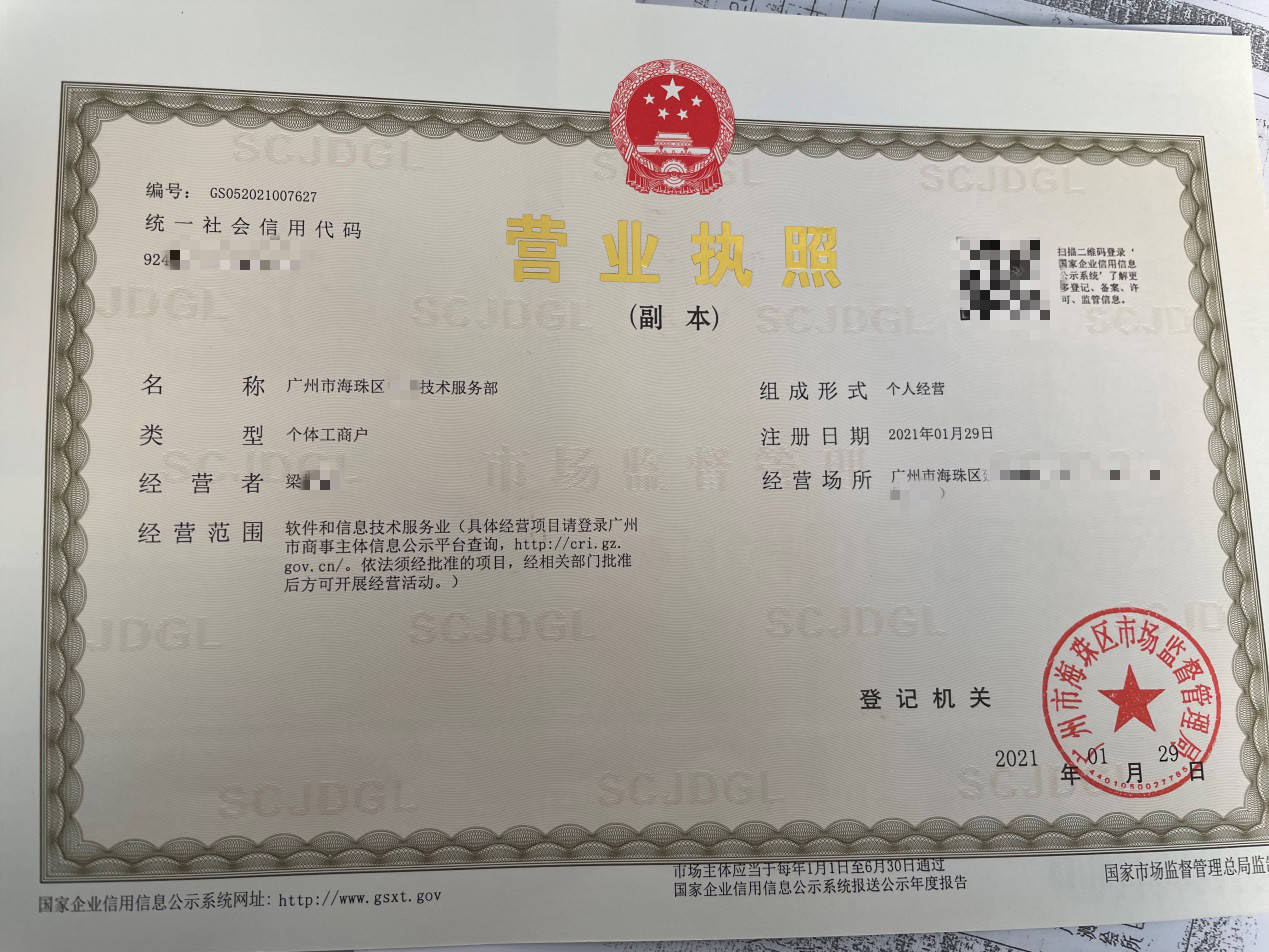 编号： GS052021007627
统一社会信用代码
924
营业执照
(副 本)
扫描二维码登录‘
国家企业信用信息
公示系统’了解更
多登记、备案、许
可、监管信息。
名 称 广州市海珠区 技术服务部
类 型 个体工商户
经 营 者 梁
经 营 范 围 软件和信息技术服务业（具体经营项目请登录广州
市商事主体信息公示平台查询，http://cri.gz.
gov.cn/。依法须经批准的项目，经相关部门批准
后方可开展经营活动。）
组 成 形 式 个人经营
注 册 日 期 2021年01月29日
经 营 场 所 广州市海珠区
）
SCJDGL
市场监督管理
登 记 机 关
广州市海珠区市场监督管理局
2021 年 01 月 29 日
国家企业信用信息公示系统网址: http://www.gsxt.gov
市场主体应当于每年1月1日至6月30日通过
国家企业信用信息公示系统报送公示年度报告
国家市场监督管理总局监制